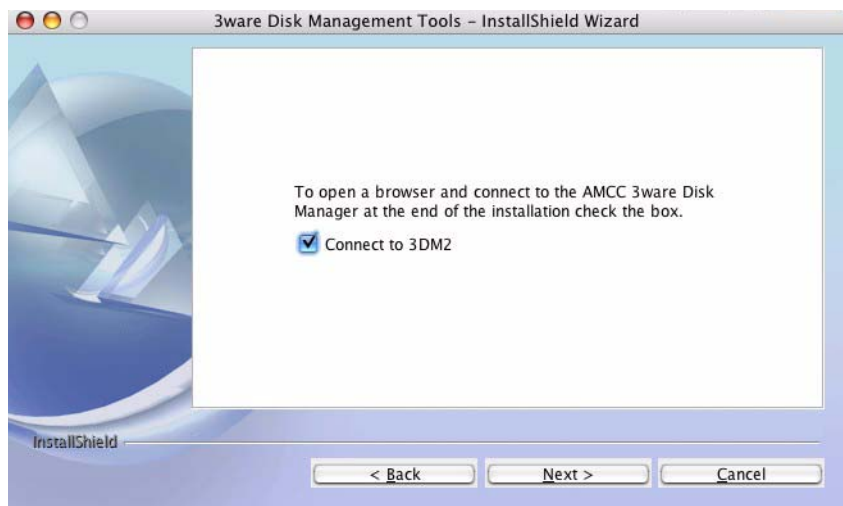 3ware Disk Management Tools – InstallShield Wizard
To open a browser and connect to the AMCC 3ware Disk
Manager at the end of the installation check the box.
Connect to 3DM2
InstallShield
< Back
Next >
Cancel